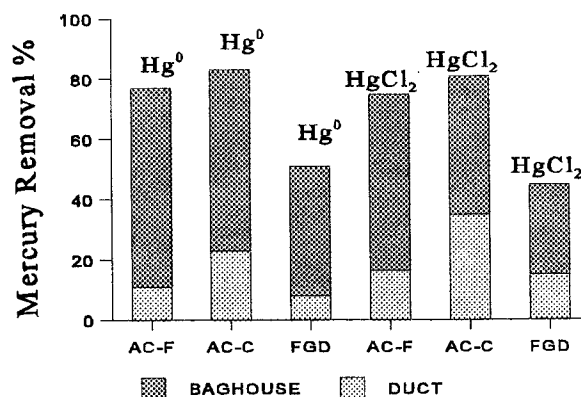 Mercury Removal %
100
80
60
40
20
0
Hg⁰
Hg⁰
Hg⁰
HgCl₂
HgCl₂
HgCl₂
AC-F AC-C FGD AC-F AC-C FGD
BAGHOUSE DUCT